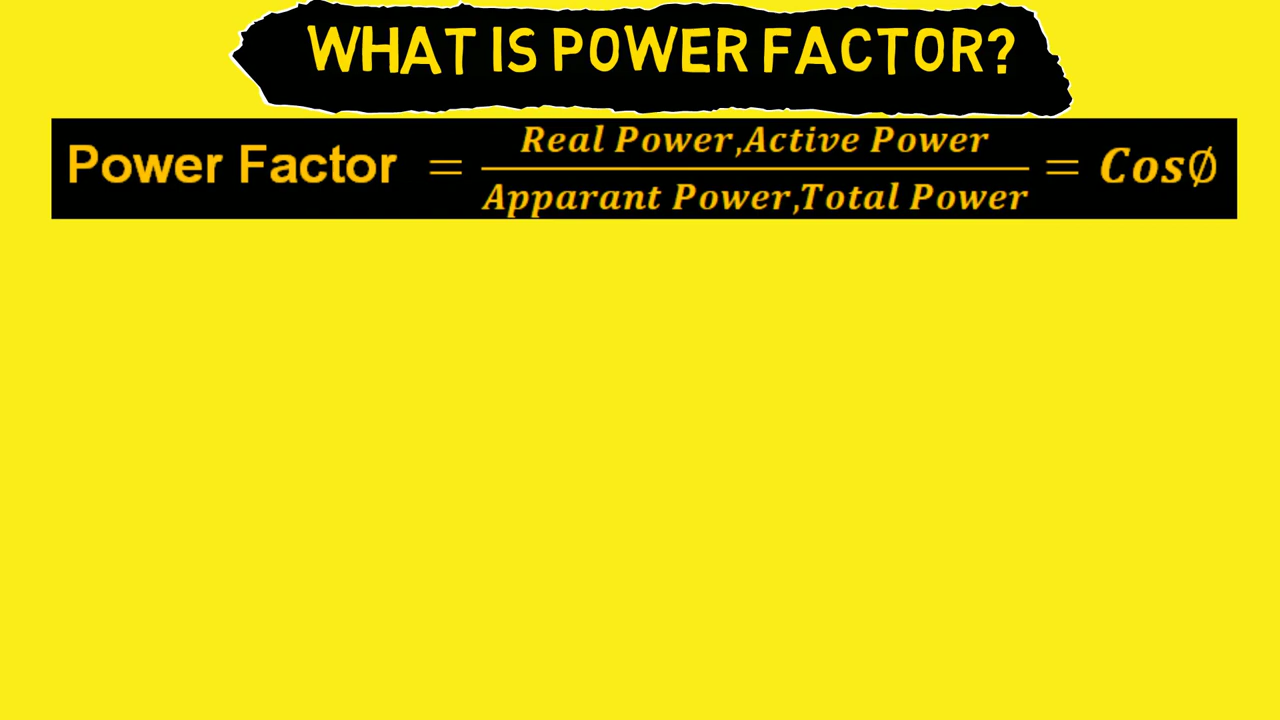 WHAT IS POWER FACTOR?
Power Factor = Real Power,Active Power / Apparant Power,Total Power = Cos∅